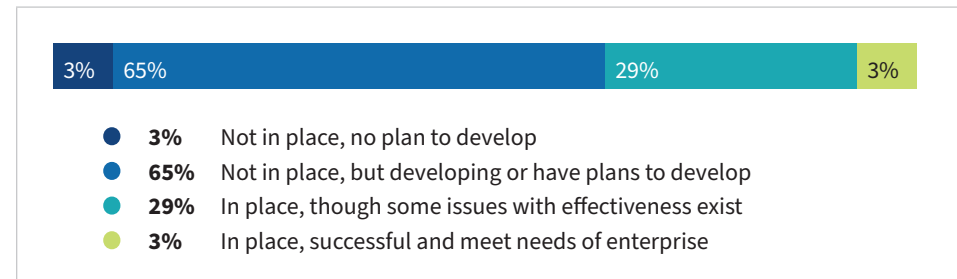 3% 65% 29% 3%
3% Not in place, no plan to develop
65% Not in place, but developing or have plans to develop
29% In place, though some issues with effectiveness exist
3% In place, successful and meet needs of enterprise